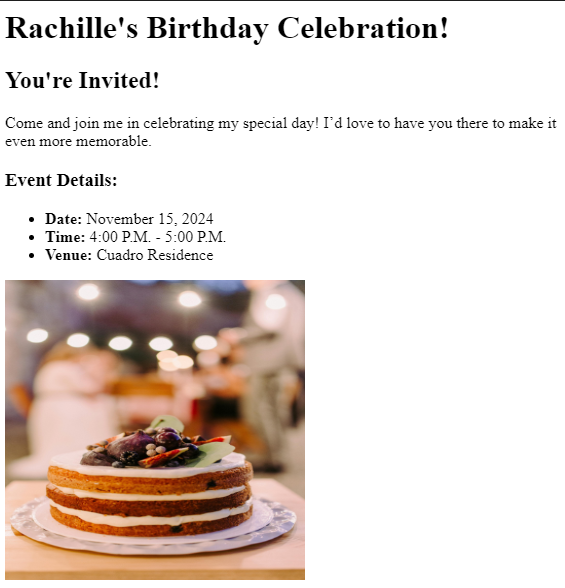 Rachille's Birthday Celebration!
You're Invited!
Come and join me in celebrating my special day! I’d love to have you there to make it
even more memorable.
Event Details:
• Date: November 15, 2024
• Time: 4:00 P.M. - 5:00 P.M.
• Venue: Cuadro Residence